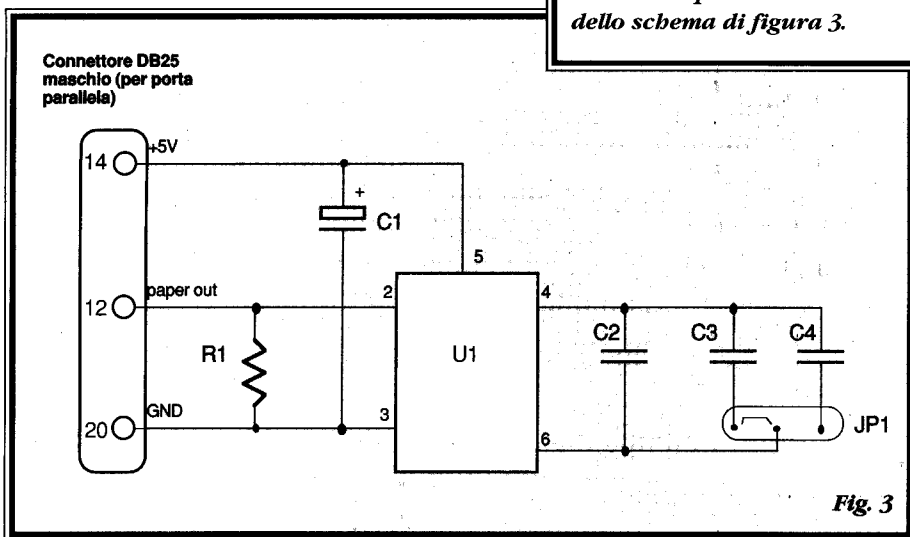 dello schema di figura 3.
Connettore DB25
maschio (per porta
parallela)
14
+5V
+
C1
5
12
paper out
2
4
R1
U1
C2
C3
C4
20
GND
3
6
JP1
Fig. 3